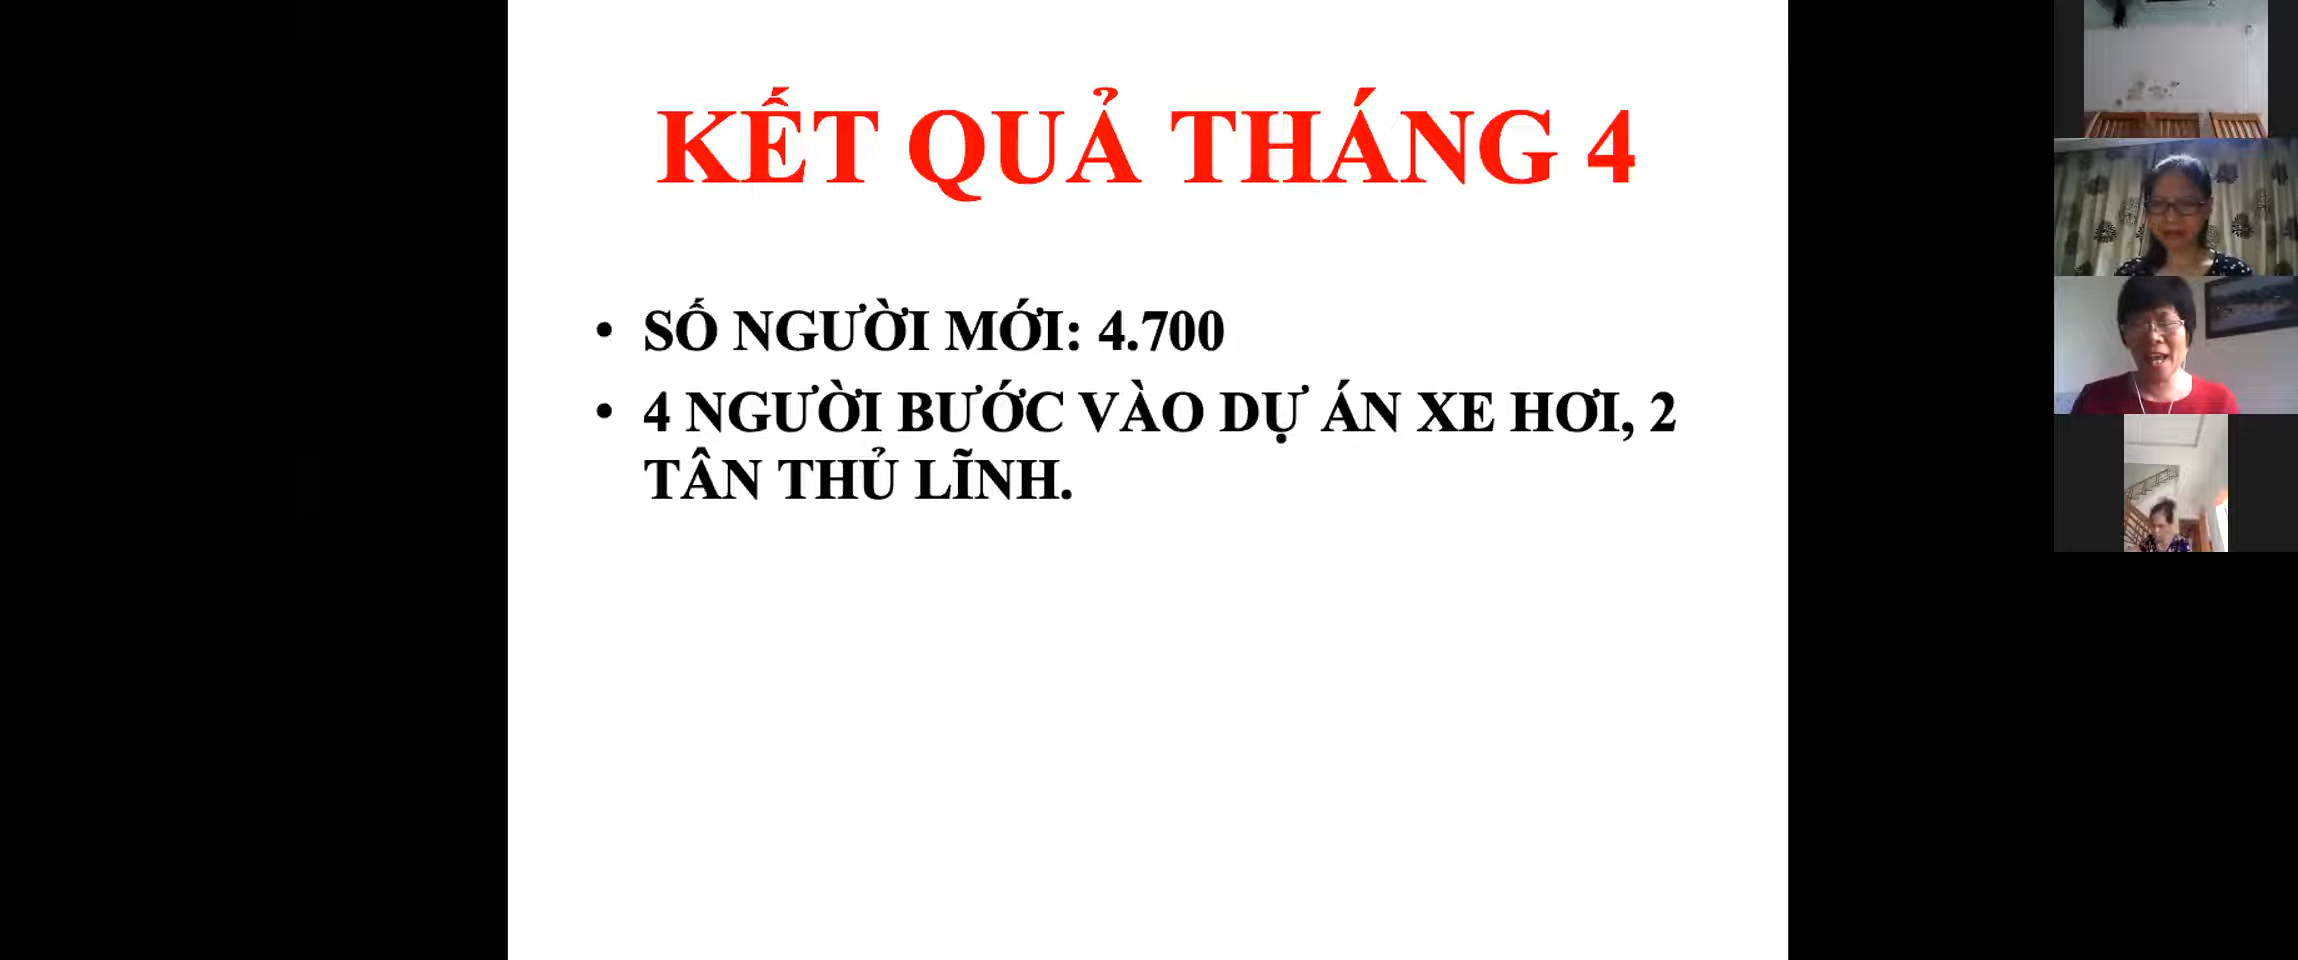 KẾT QUẢ THÁNG 4
• SỐ NGƯỜI MỚI: 4.700
• 4 NGƯỜI BƯỚC VÀO DỰ ÁN XE HƠI, 2
TÂN THỦ LĨNH.